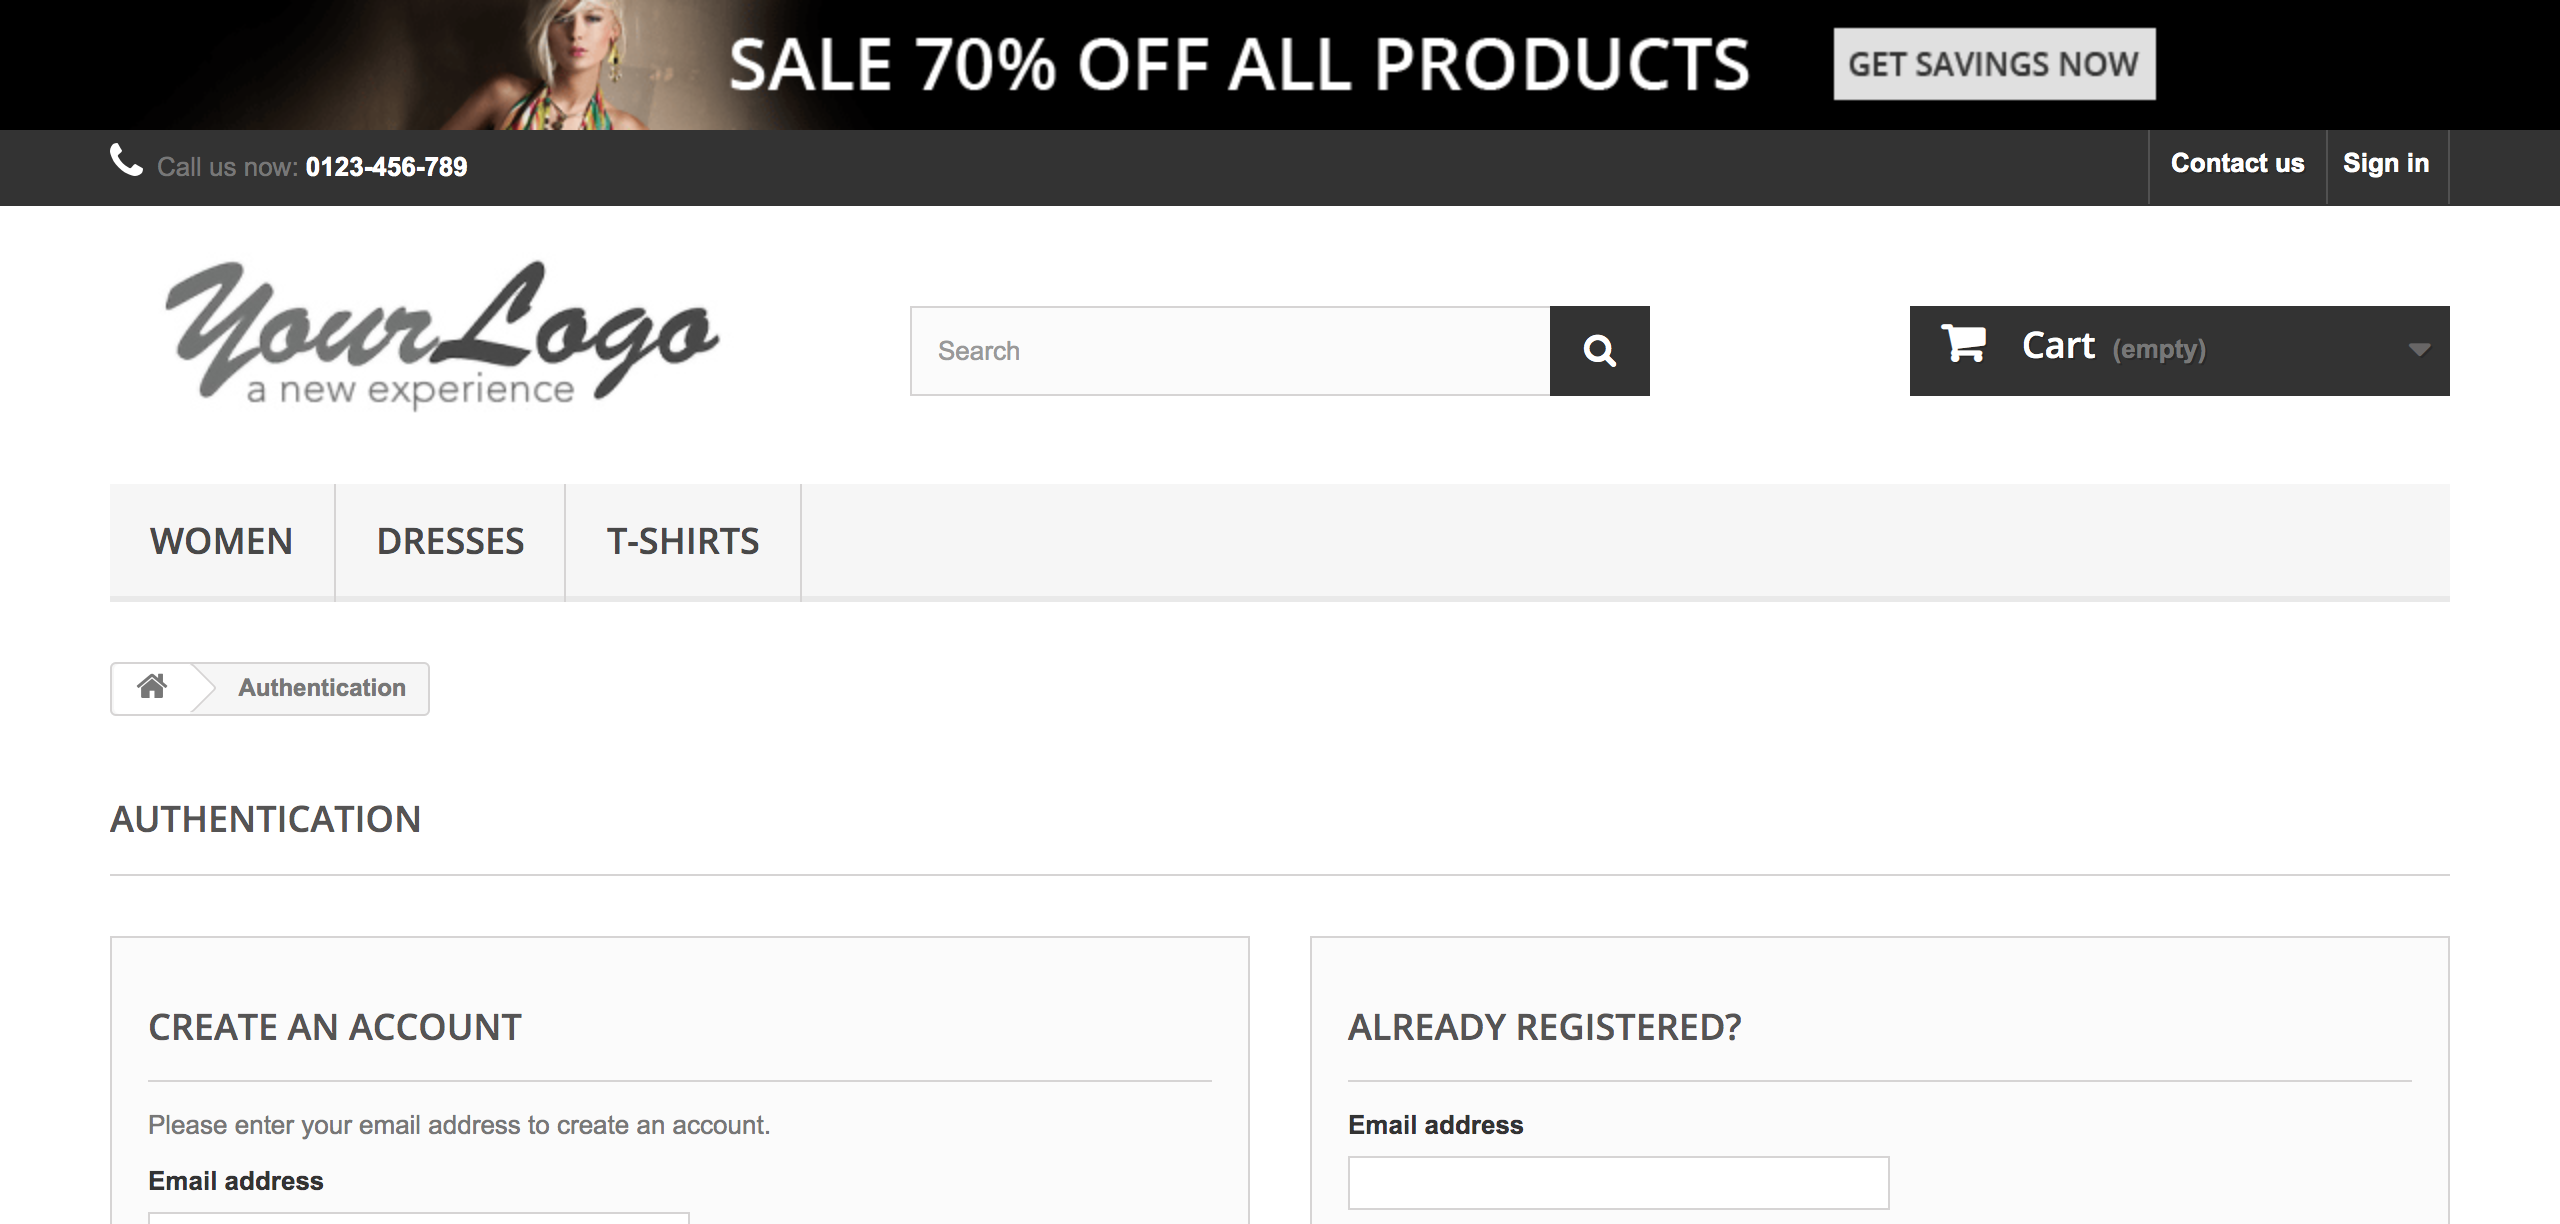 SALE 70% OFF ALL PRODUCTS GET SAVINGS NOW
Call us now: 0123-456-789 Contact us Sign in
Your Logo
a new experience
Search
Cart (empty)
WOMEN DRESSES T-SHIRTS
Authentication
AUTHENTICATION
CREATE AN ACCOUNT
Please enter your email address to create an account.
Email address
ALREADY REGISTERED?
Email address